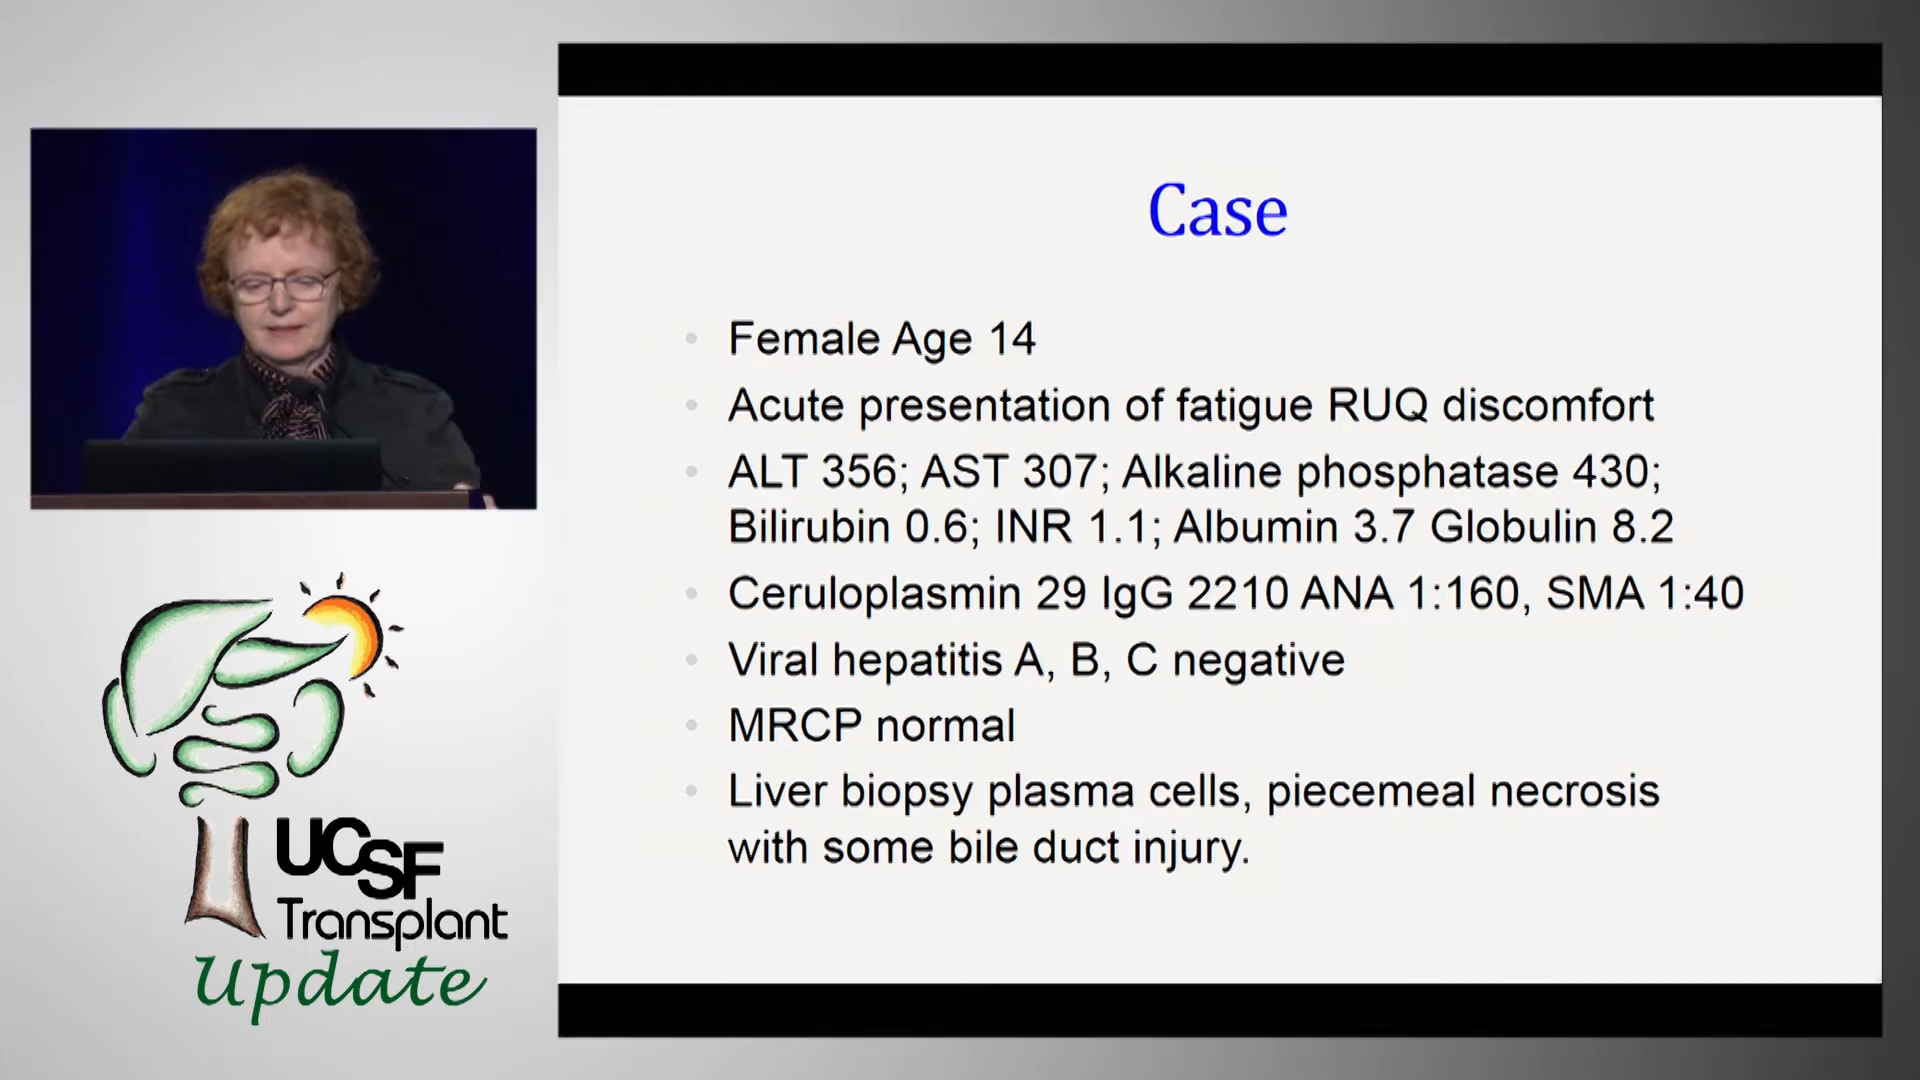 Case
Female Age 14
Acute presentation of fatigue RUQ discomfort
ALT 356; AST 307; Alkaline phosphatase 430;
Bilirubin 0.6; INR 1.1; Albumin 3.7 Globulin 8.2
Ceruloplasmin 29 IgG 2210 ANA 1:160, SMA 1:40
Viral hepatitis A, B, C negative
MRCP normal
Liver biopsy plasma cells, piecemeal necrosis
with some bile duct injury.
UCSF
Transplant
Update